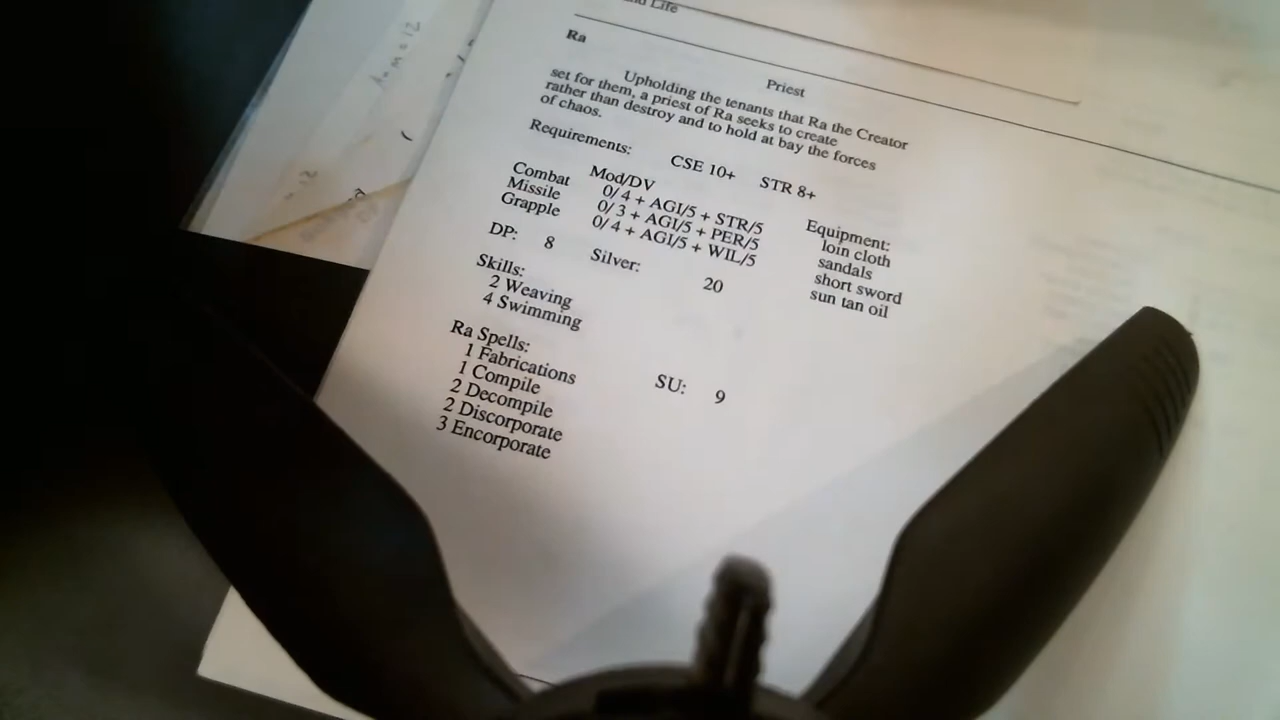 Life
Ra
Priest
Upholding the tenants that Ra the Creator
set for them, a priest of Ra seeks to create
rather than destroy and to hold at bay the forces
of chaos.
Requirements: CSE 10+ STR 8+
Mod/DV
Combat 0/ 4 + AGI/5 + STR/5
Missile 0/ 3 + AGI/5 + PER/5
Grapple 0/ 4 + AGI/5 + WIL/5
Equipment:
loin cloth
sandals
short sword
sun tan oil
DP: 8 Silver: 20
Skills:
2 Weaving
4 Swimming
Ra Spells: SU: 9
1 Fabrications
1 Compile
2 Decompile
2 Discorporate
3 Encorporate